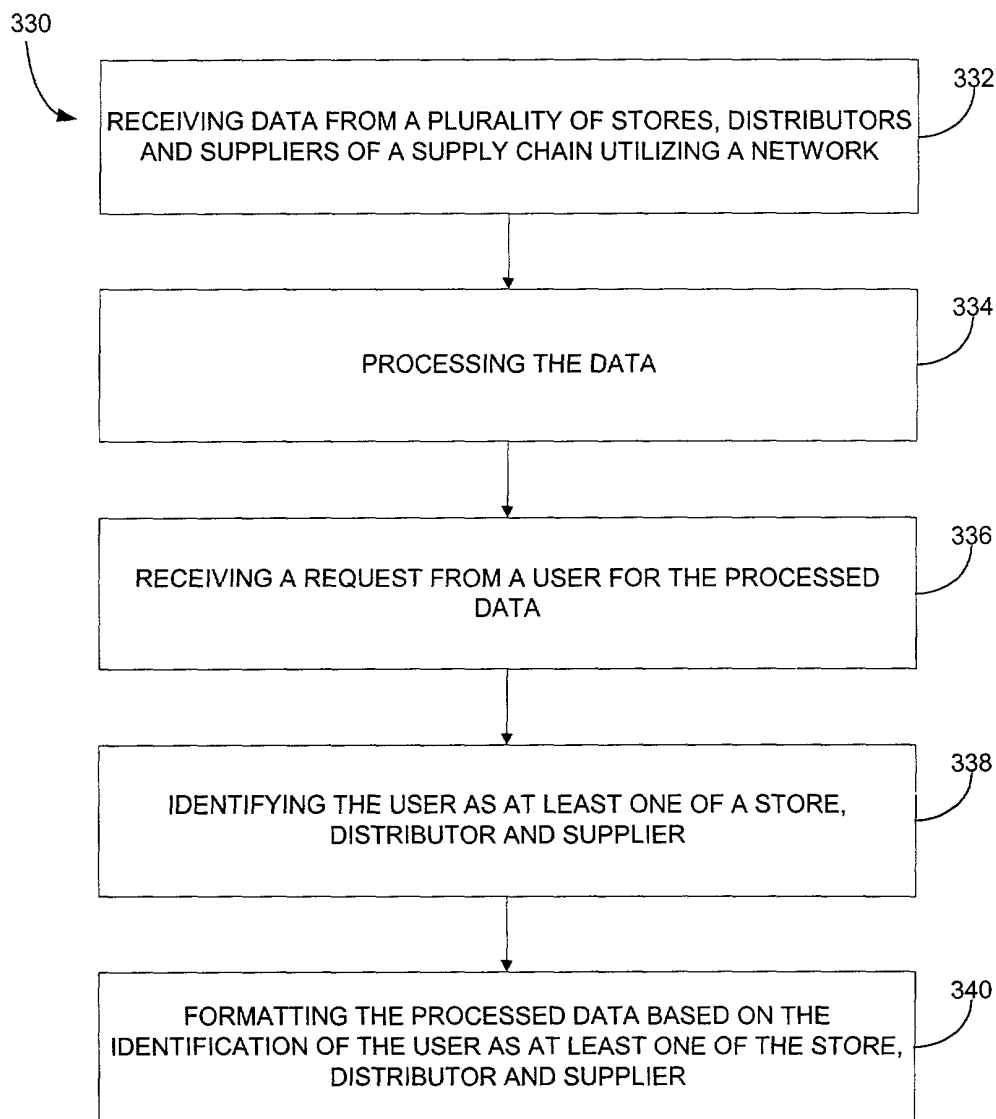 330
332
RECEIVING DATA FROM A PLURALITY OF STORES, DISTRIBUTORS
AND SUPPLIERS OF A SUPPLY CHAIN UTILIZING A NETWORK
334
PROCESSING THE DATA
336
RECEIVING A REQUEST FROM A USER FOR THE PROCESSED
DATA
338
IDENTIFYING THE USER AS AT LEAST ONE OF A STORE,
DISTRIBUTOR AND SUPPLIER
340
FORMATTING THE PROCESSED DATA BASED ON THE
IDENTIFICATION OF THE USER AS AT LEAST ONE OF THE STORE,
DISTRIBUTOR AND SUPPLIER